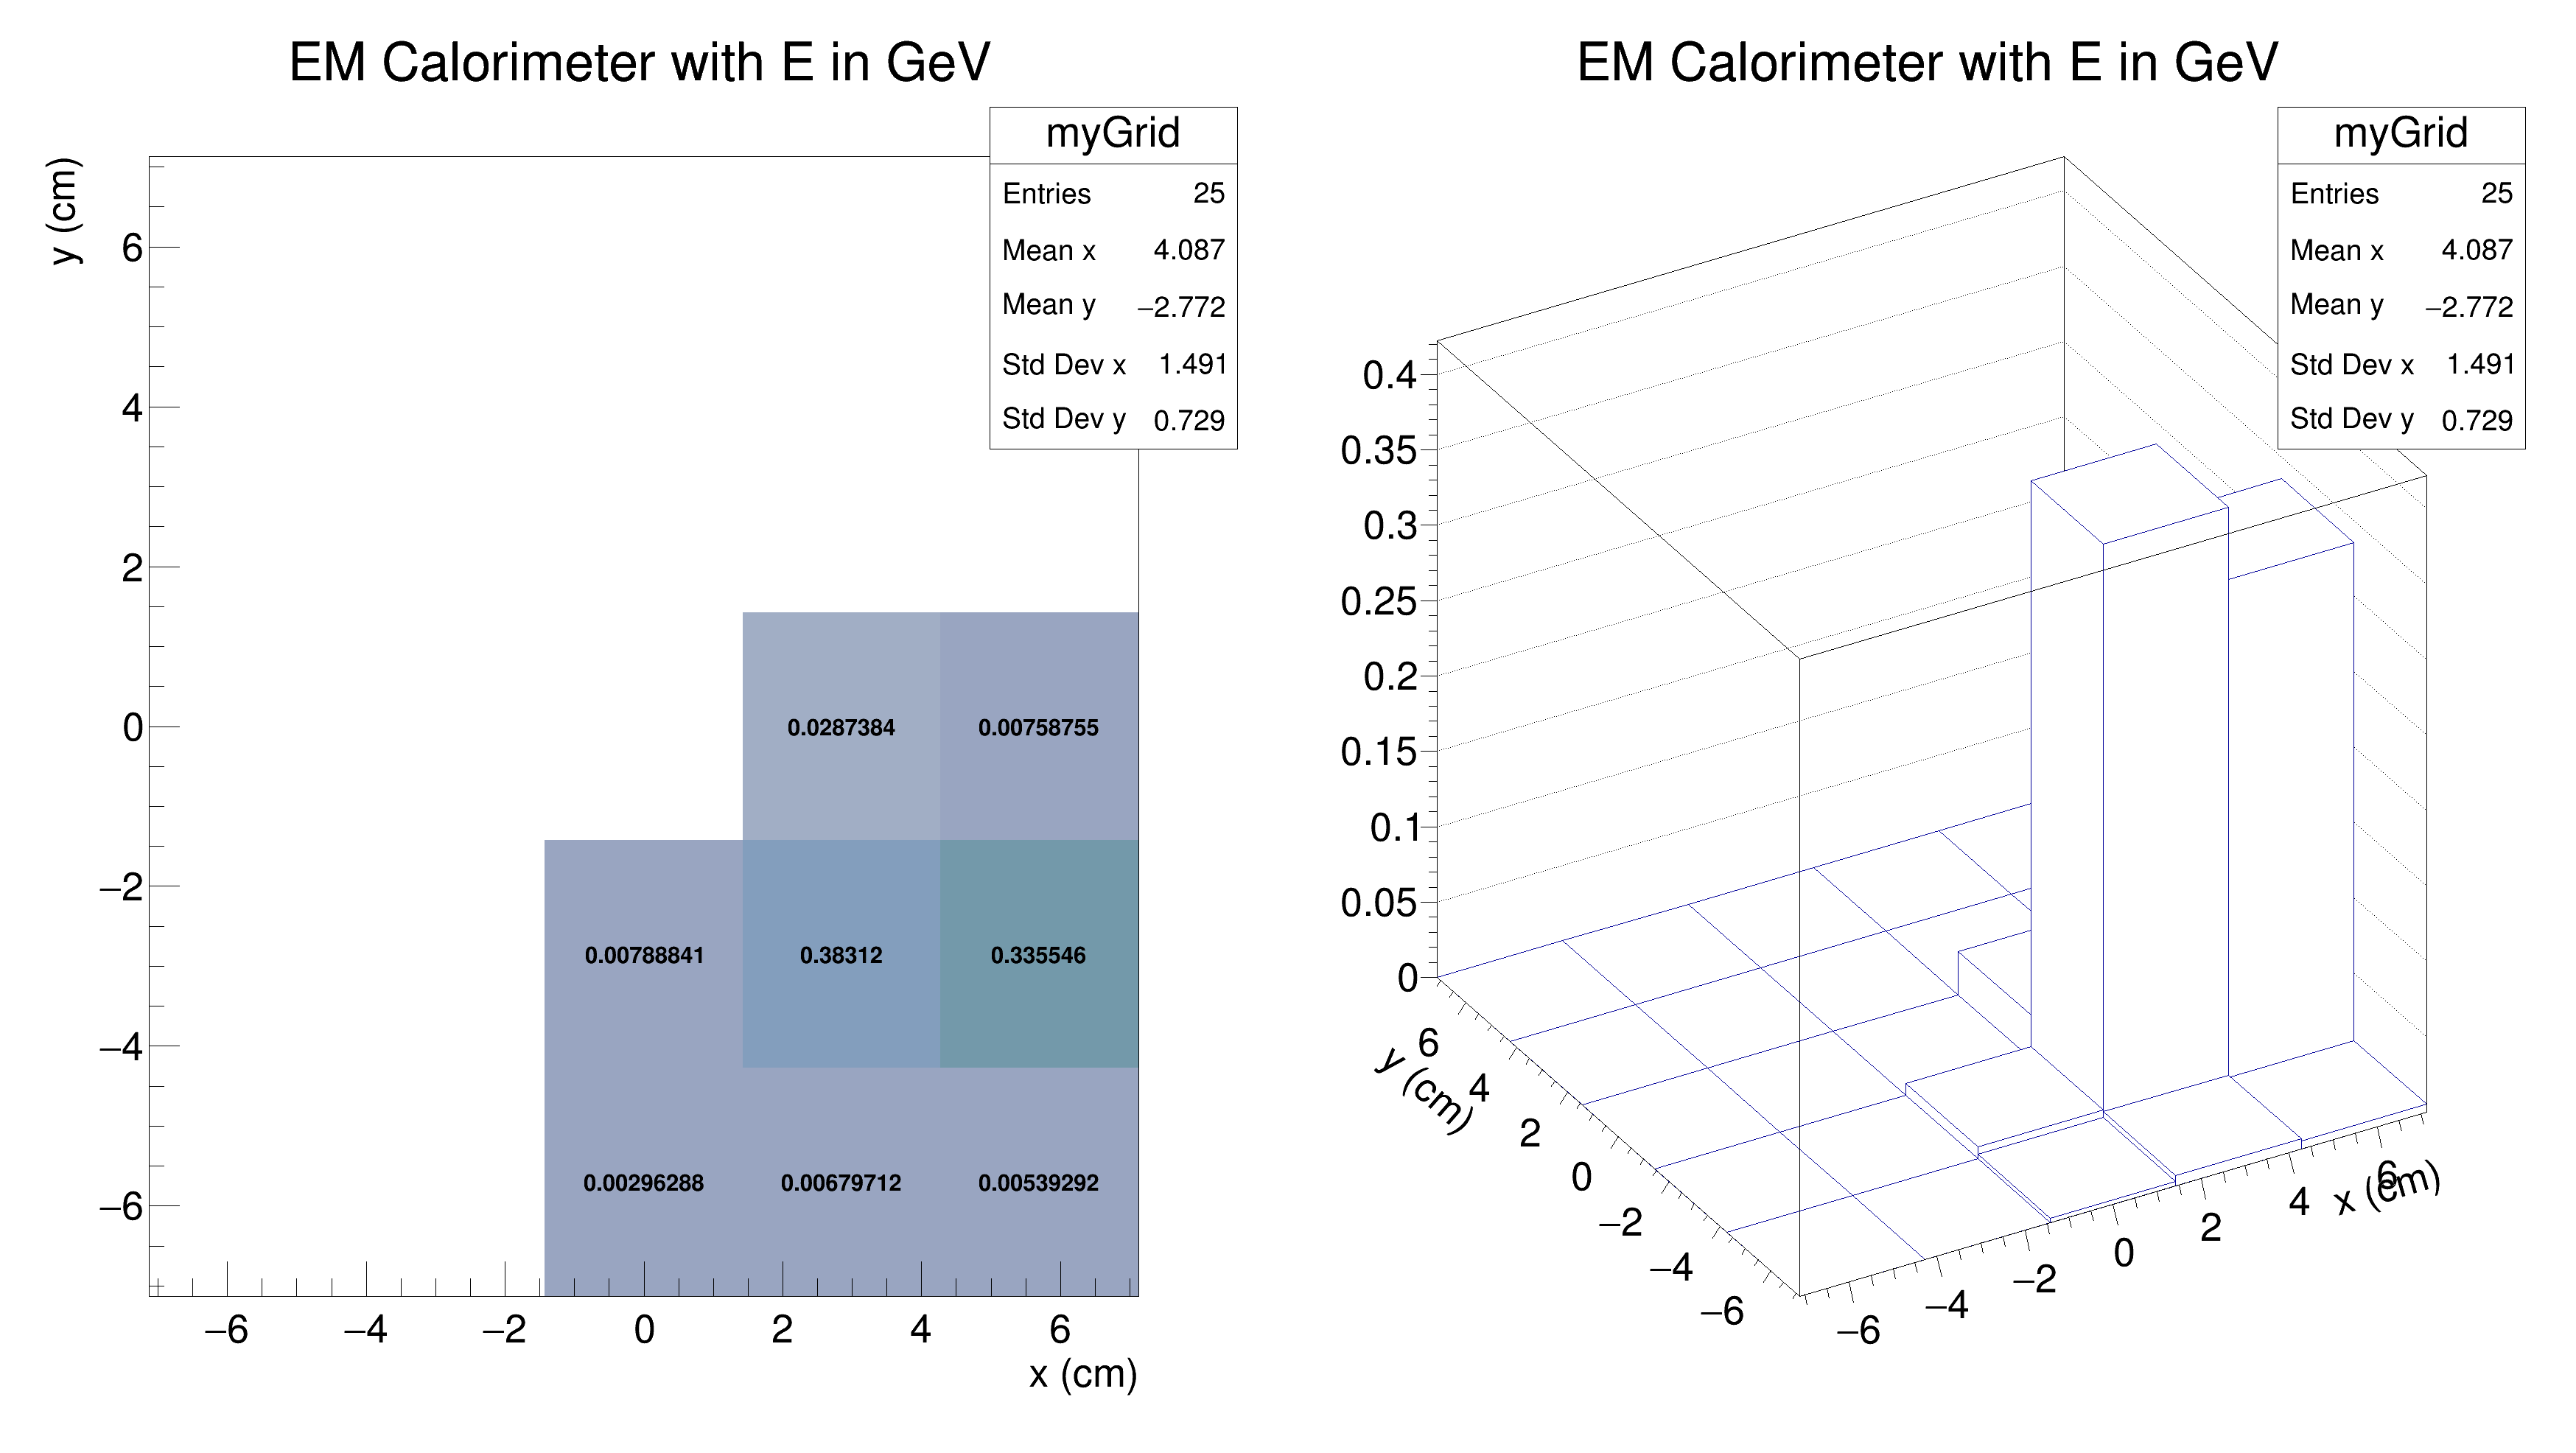 EM Calorimeter with E in GeV
myGrid
Entries 25
Mean x 4.087
Mean y −2.772
Std Dev x 1.491
Std Dev y 0.729
y (cm)
6
4
2
0
−2
−4
−6
0.0287384 0.00758755
0.00788841 0.38312 0.335546
0.00296288 0.00679712 0.00539292
−6 −4 −2 0 2 4 6
x (cm)
EM Calorimeter with E in GeV
myGrid
Entries 25
Mean x 4.087
Mean y −2.772
Std Dev x 1.491
Std Dev y 0.729
0.4
0.35
0.3
0.25
0.2
0.15
0.1
0.05
0
y (cm)
6
4
2
0
−2
−4
−6
−6 −4 −2 0 2 4 6
x (cm)